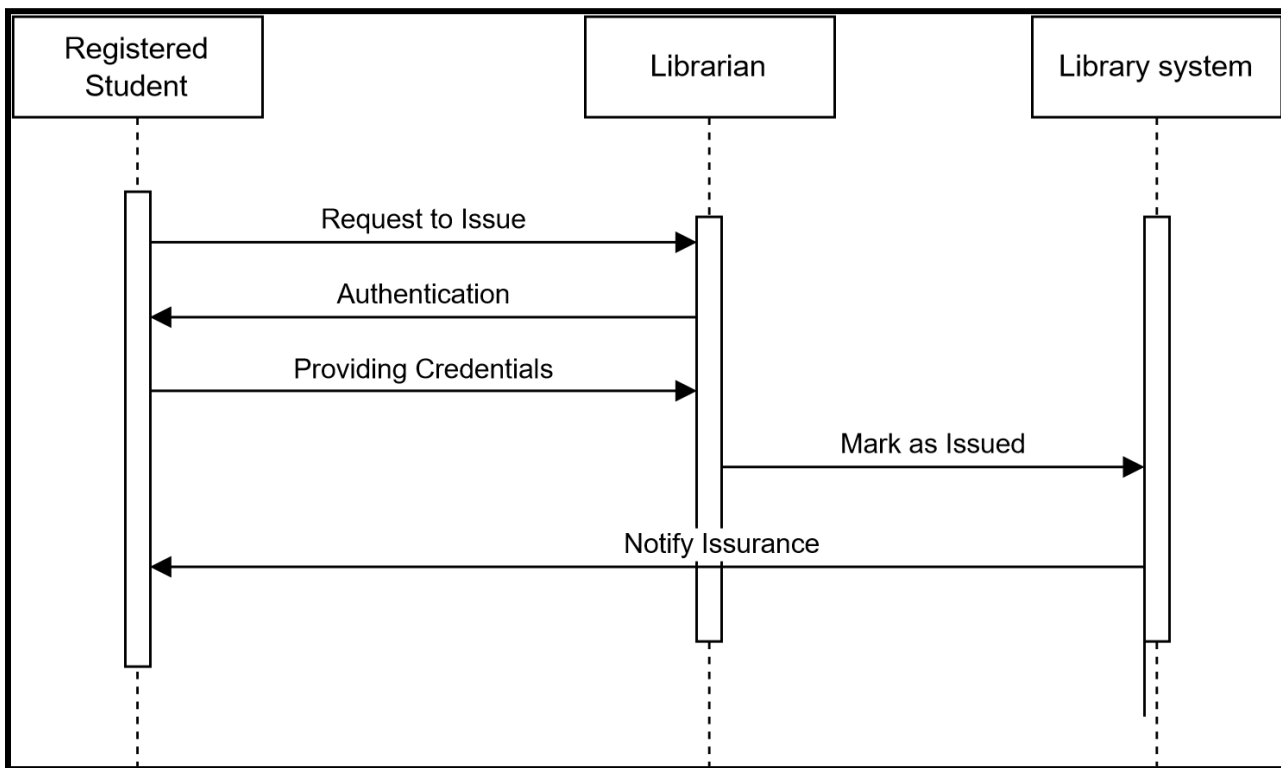 Registered
Student
Librarian
Library system
Request to Issue
Authentication
Providing Credentials
Mark as Issued
Notify Issurance